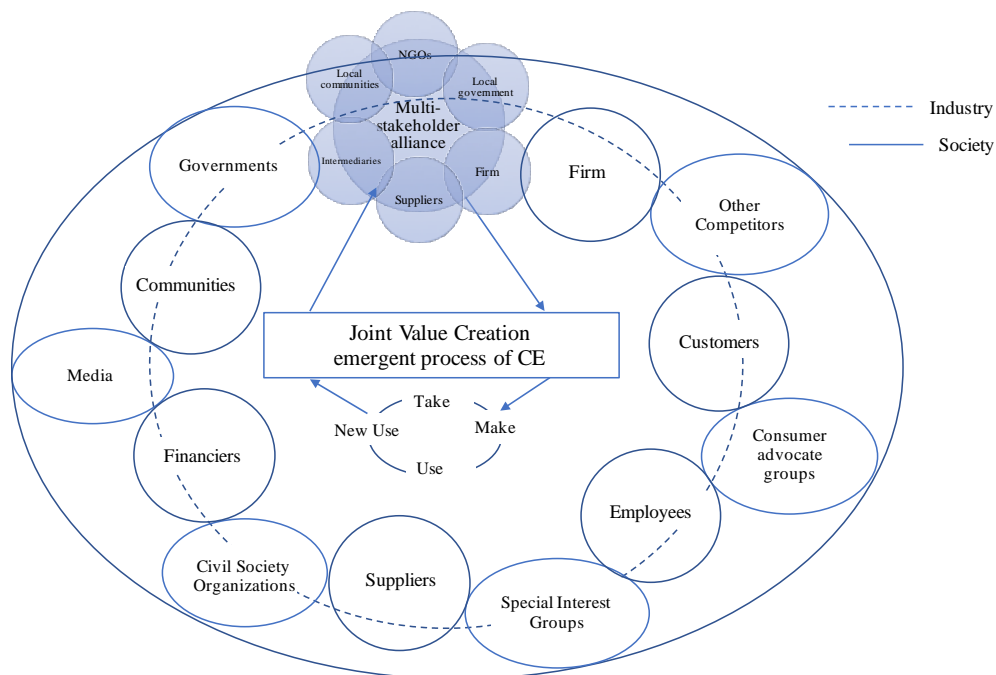 NGOs
Local
communities
Local
government
Multi-
stakeholder
alliance
Intermediaries
Firm
Suppliers
Industry
Society
Governments
Firm
Other
Competitors
Communities
Customers
Joint Value Creation
emergent process of CE
Media
Take
New Use
Make
Use
Financiers
Consumer
advocate
groups
Employees
Civil Society
Organizations
Suppliers
Special Interest
Groups